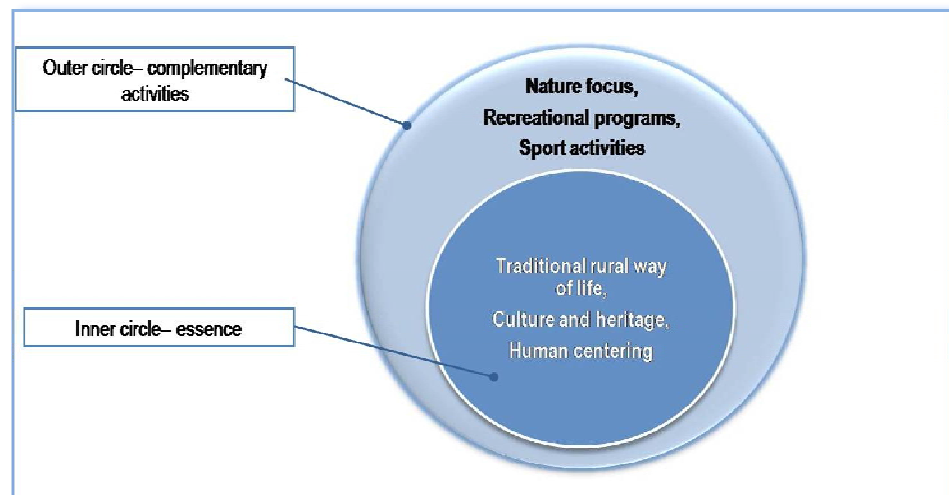 Outer circle– complementary
activities
Nature focus,
Recreational programs,
Sport activities
Traditional rural way
of life,
Culture and heritage,
Human centering
Inner circle– essence